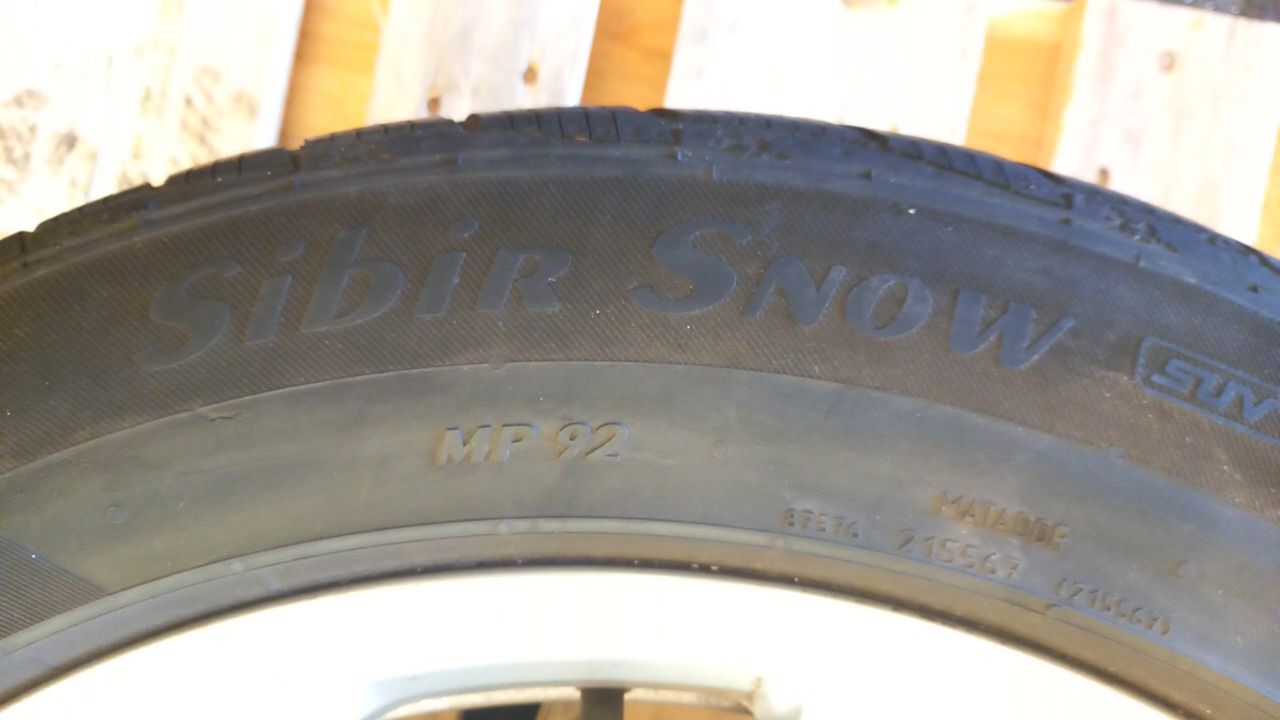 Sibir Snow SUV
MP 92
MATADOR
215567